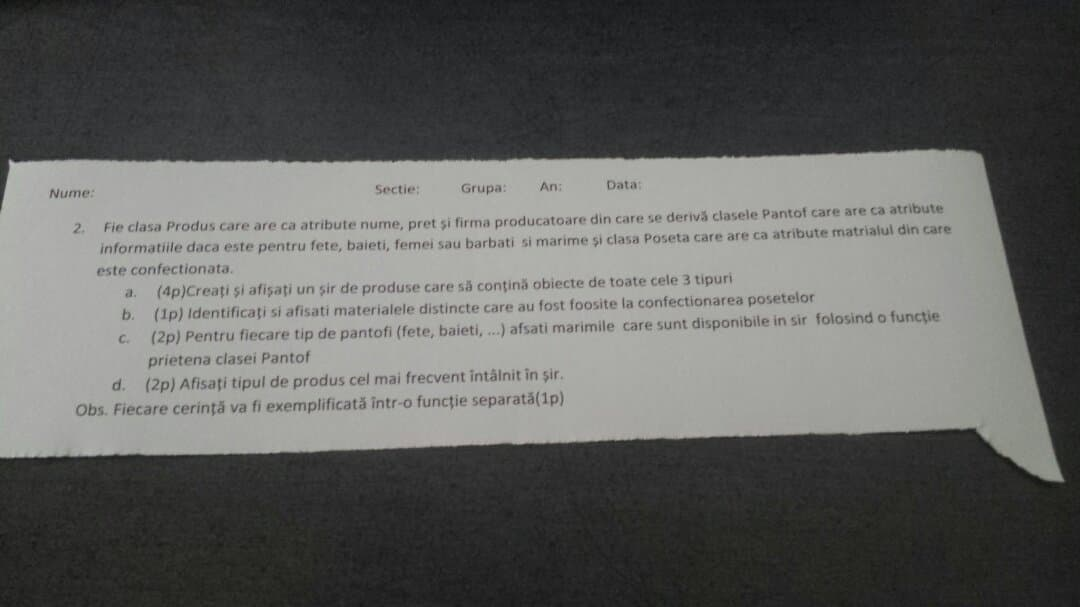 Nume: Sectie: Grupa: An: Data:
2. Fie clasa Produs care are ca atribute nume, pret și firma producatoare din care se derivă clasele Pantof care are ca atribute
informatiile daca este pentru fete, baieti, femei sau barbati si marime și clasa Poseta care are ca atribute matrialul din care
este confectionata.
a. (4p)Creați și afișați un șir de produse care să conțină obiecte de toate cele 3 tipuri
b. (1p) Identificați si afisati materialele distincte care au fost foosite la confectionarea posetelor
c. (2p) Pentru fiecare tip de pantofi (fete, baieti, ...) afsati marimile care sunt disponibile in sir folosind o funcție
prietena clasei Pantof
d. (2p) Afisați tipul de produs cel mai frecvent întâlnit în șir.
Obs. Fiecare cerință va fi exemplificată într-o funcție separată(1p)